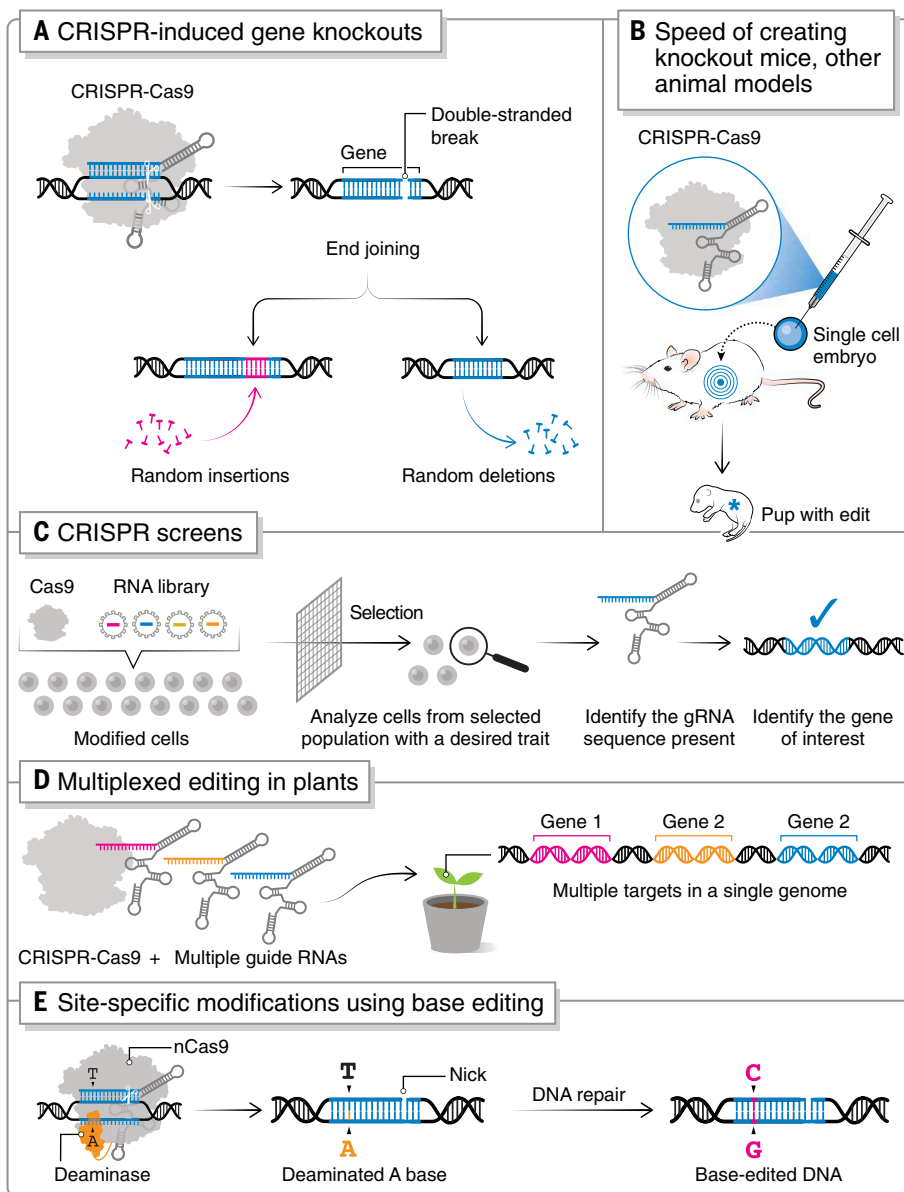 A CRISPR-induced gene knockouts
CRISPR-Cas9
Double-stranded
break
Gene
End joining
Random insertions
Random deletions
B Speed of creating
knockout mice, other
animal models
CRISPR-Cas9
Single cell
embryo
Pup with edit
C CRISPR screens
Cas9
RNA library
Modified cells
Selection
Analyze cells from selected
population with a desired trait
Identify the gRNA
sequence present
Identify the gene
of interest
D Multiplexed editing in plants
CRISPR-Cas9 + Multiple guide RNAs
Gene 1
Gene 2
Gene 2
Multiple targets in a single genome
E Site-specific modifications using base editing
nCas9
T
A
Deaminase
T
Nick
A
Deaminated A base
DNA repair
C
G
Base-edited DNA